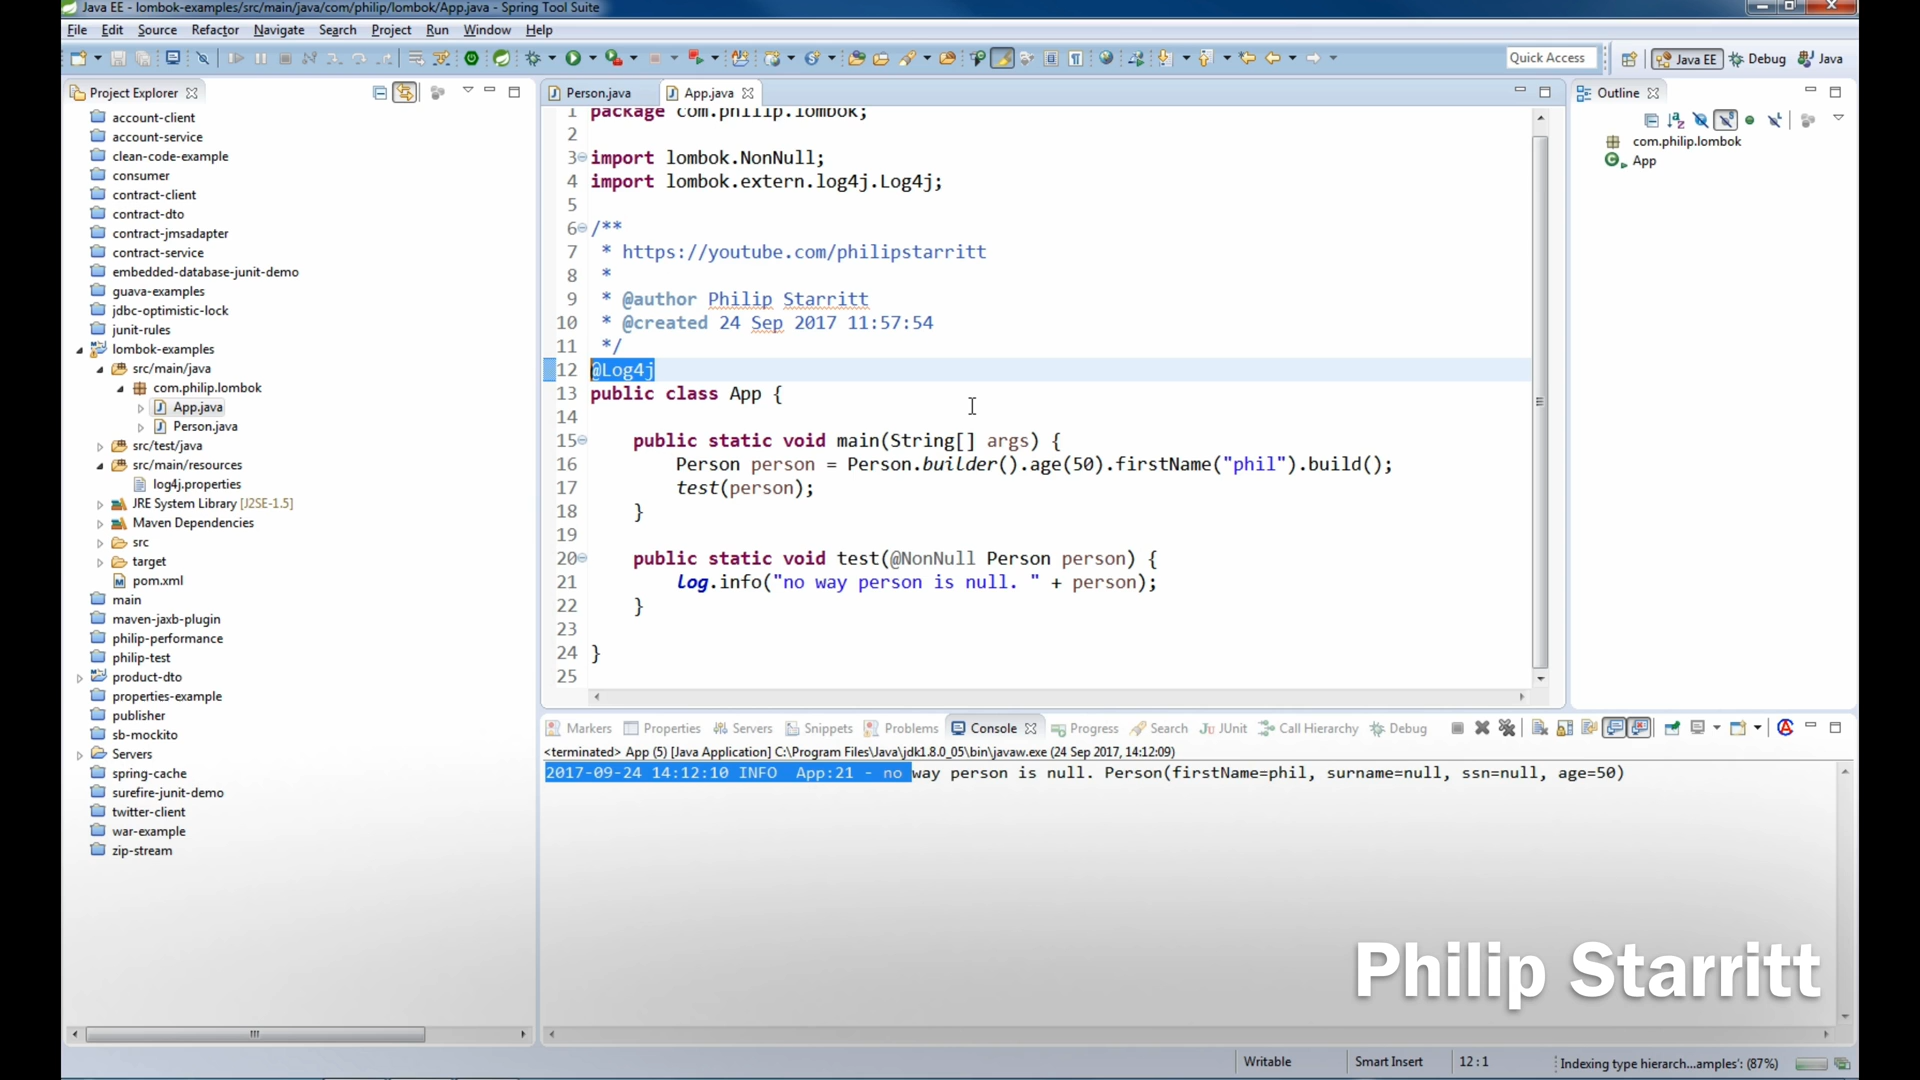 Java EE - lombok-examples/src/main/java/com/philip/lombok/App.java - Spring Tool Suite
File Edit Source Refactor Navigate Search Project Run Window Help
Quick Access
Java EE
Debug
Java
Project Explorer
account-client
account-service
clean-code-example
consumer
contract-client
contract-dto
contract-jmsadapter
contract-service
embedded-database-junit-demo
guava-examples
jdbc-optimistic-lock
junit-rules
lombok-examples
src/main/java
com.philip.lombok
App.java
Person.java
src/test/java
src/main/resources
log4j.properties
JRE System Library [J2SE-1.5]
Maven Dependencies
src
target
pom.xml
main
maven-jaxb-plugin
philip-performance
philip-test
product-dto
properties-example
publisher
sb-mockito
Servers
spring-cache
surefire-junit-demo
twitter-client
war-example
zip-stream
Person.java App.java
1 package com.philip.lombok;
2
3 import lombok.NonNull;
4 import lombok.extern.log4j.Log4j;
5
6 /**
7 * https://youtube.com/philipstarritt
8 *
9 * @author Philip Starritt
10 * @created 24 Sep 2017 11:57:54
11 */
12 @Log4j
13 public class App {
14
15 public static void main(String[] args) {
16 Person person = Person.builder().age(50).firstName("phil").build();
17 test(person);
18 }
19
20 public static void test(@NonNull Person person) {
21 log.info("no way person is null. " + person);
22 }
23
24 }
25
Outline
com.philip.lombok
App
Markers Properties Servers Snippets Problems Console Progress Search JUnit Call Hierarchy Debug
<terminated> App (5) [Java Application] C:\Program Files\Java\jdk1.8.0_05\bin\javaw.exe (24 Sep 2017, 14:12:09)
2017-09-24 14:12:10 INFO App:21 - no way person is null. Person(firstName=phil, surname=null, ssn=null, age=50)
Philip Starritt
Writable
Smart Insert
12 : 1
Indexing type hierarch...amples': (87%)